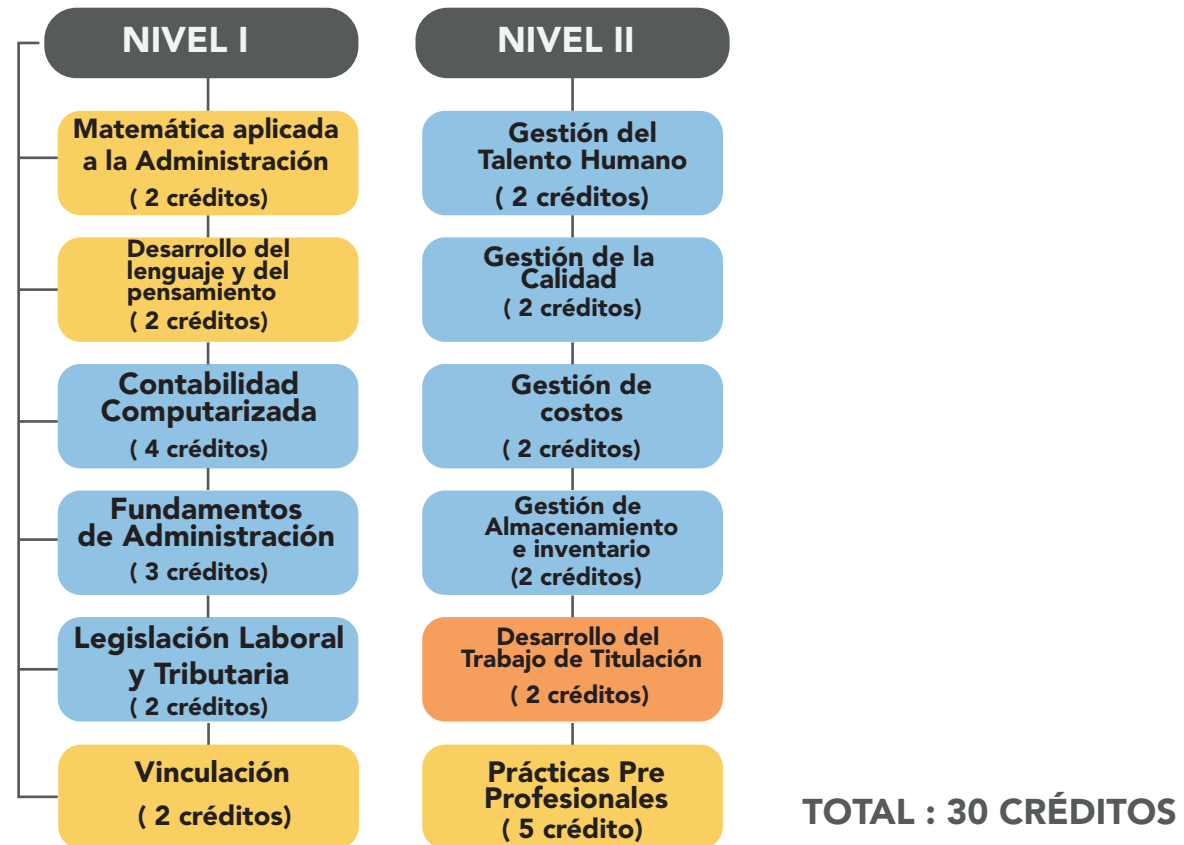 NIVEL I
Matemática aplicada
a la Administración
( 2 créditos)
Desarrollo del
lenguaje y del
pensamiento
( 2 créditos)
Contabilidad
Computarizada
( 4 créditos)
Fundamentos
de Administración
( 3 créditos)
Legislación Laboral
y Tributaria
( 2 créditos)
Vinculación
( 2 créditos)
NIVEL II
Gestión del
Talento Humano
( 2 créditos)
Gestión de la
Calidad
( 2 créditos)
Gestión de
costos
( 2 créditos)
Gestión de
Almacenamiento
e inventario
(2 créditos)
Desarrollo del
Trabajo de Titulación
( 2 créditos)
Prácticas Pre
Profesionales
( 5 crédito)
TOTAL : 30 CRÉDITOS